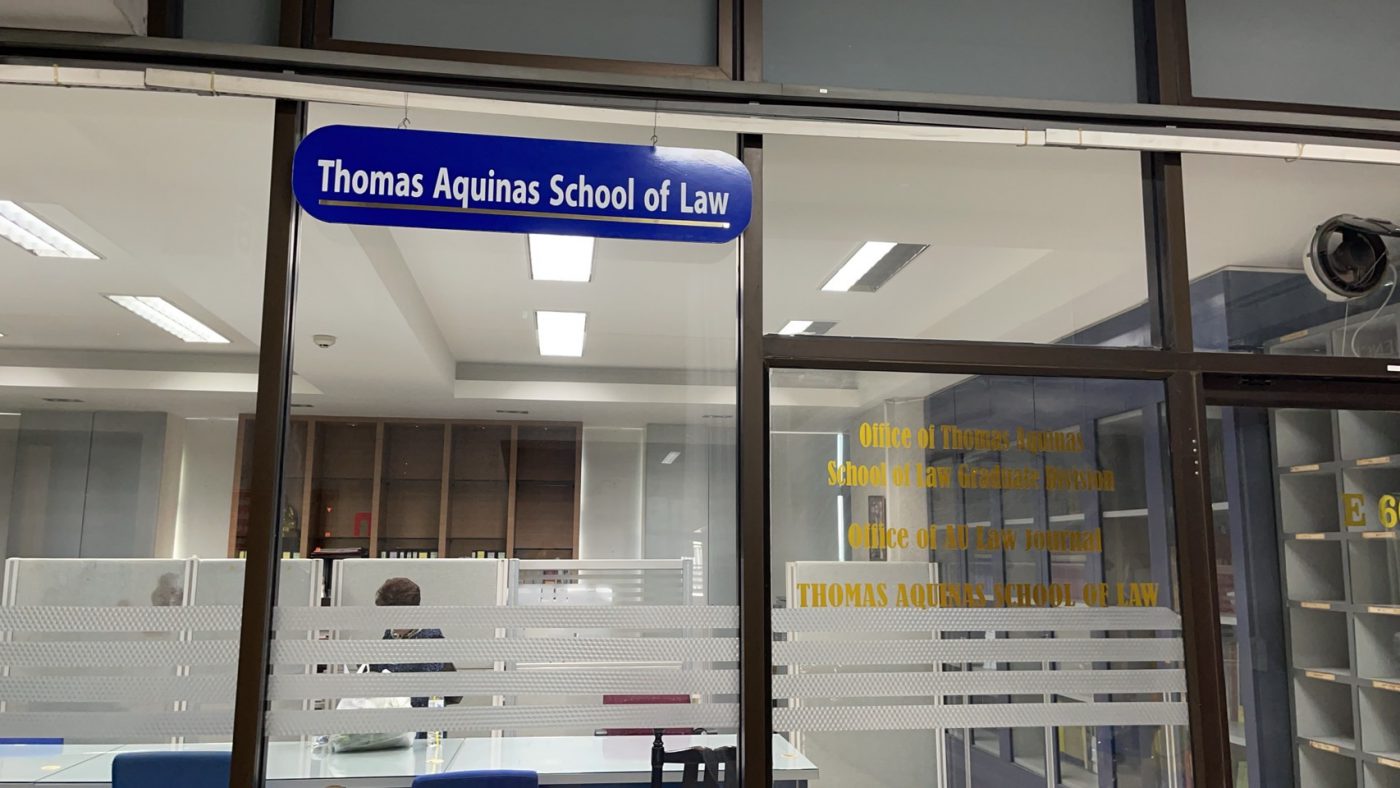 Thomas Aquinas School of Law
Office of Thomas Aquinas
School of Law Graduate Division
Office of AU Law Journal
THOMAS AQUINAS SCHOOL OF LAW
E